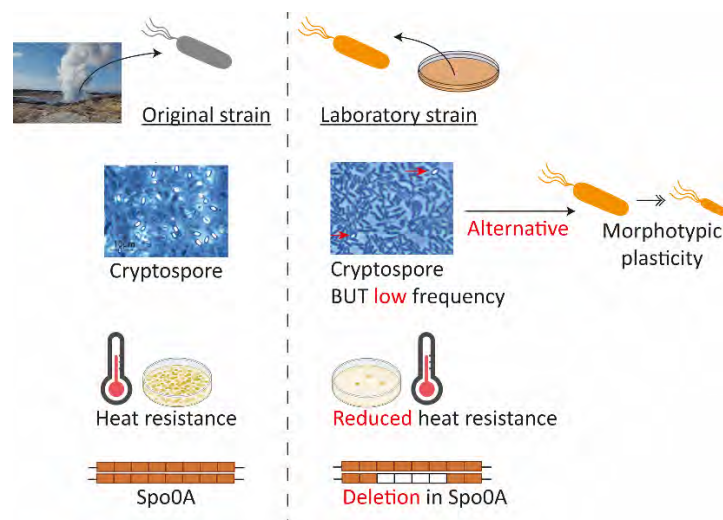 Original strain
Laboratory strain
10µm
Cryptospore
Cryptospore
BUT low frequency
Alternative
Morphotypic
plasticity
Heat resistance
Reduced heat resistance
Spo0A
Deletion in Spo0A